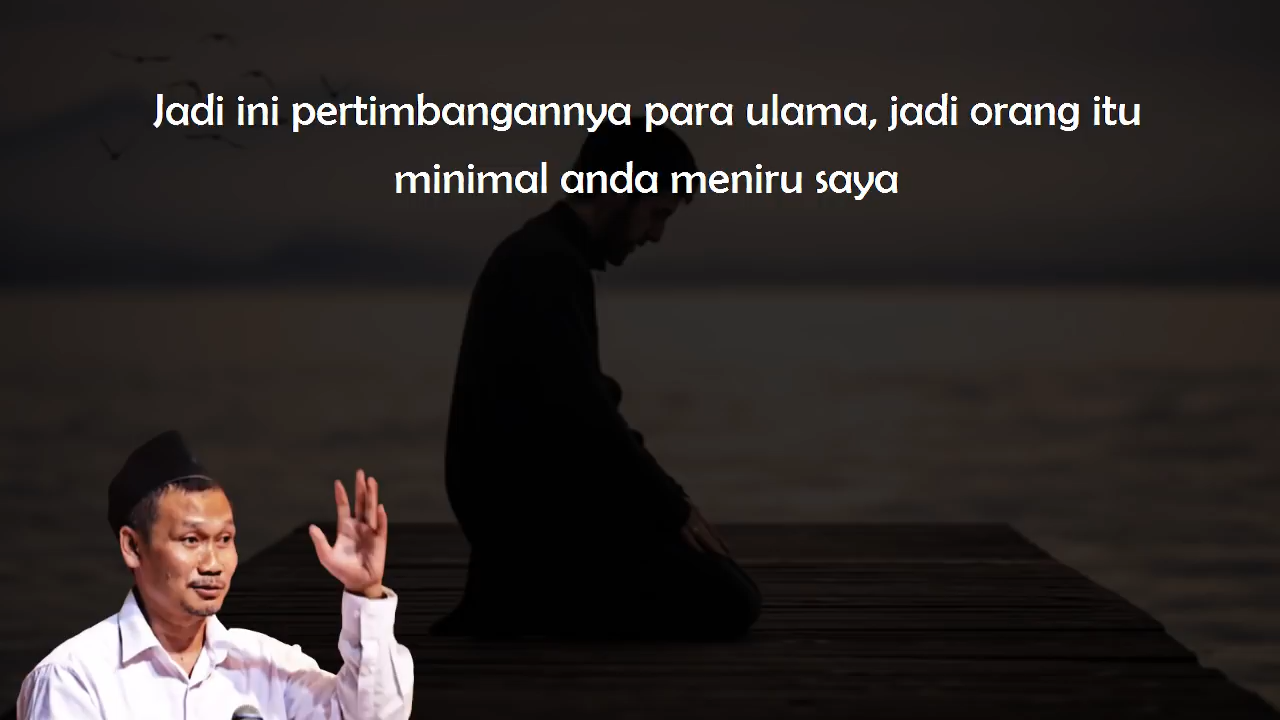 Jadi ini pertimbangannya para ulama, jadi orang itu
minimal anda meniru saya